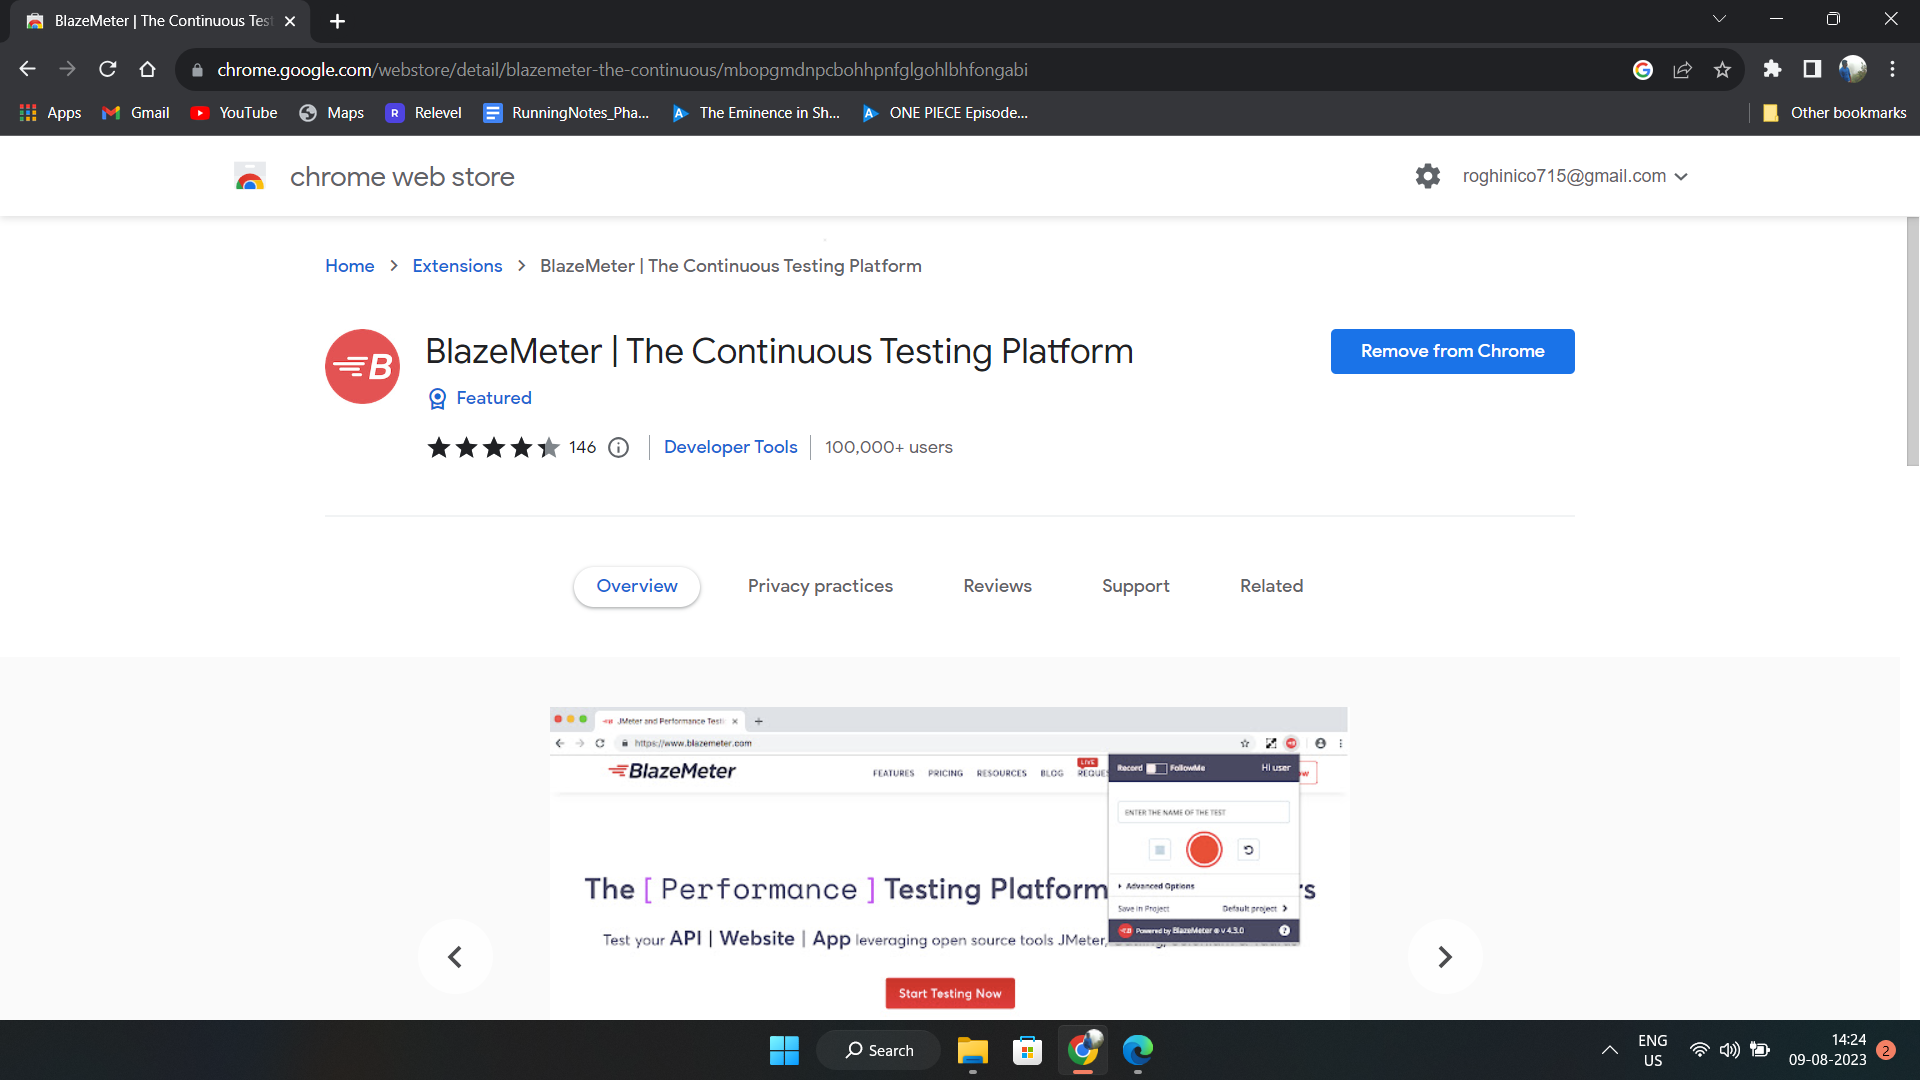 BlazeMeter | The Continuous Test
chrome.google.com/webstore/detail/blazemeter-the-continuous/mbopgmdnpcbohhpnfglgohlbhfongabi
Apps Gmail YouTube Maps R Relevel RunningNotes_Pha... The Eminence in Sh... ONE PIECE Episode... Other bookmarks
chrome web store
roghinico715@gmail.com
Home > Extensions > BlazeMeter | The Continuous Testing Platform
B
BlazeMeter | The Continuous Testing Platform
Remove from Chrome
Featured
146 Developer Tools 100,000+ users
Overview Privacy practices Reviews Support Related
JMeter and Performance Testi
https://www.blazemeter.com
BlazeMeter
FEATURES PRICING RESOURCES BLOG LIVE REQUES
Record FollowMe Hi user
ENTER THE NAME OF THE TEST
Advanced Options
Save in Project Default project >
Powered by BlazeMeter v 4.3.0
The [ Performance ] Testing Platform
Test your API | Website | App leveraging open source tools JMeter,
Start Testing Now
Search
ENG
US
14:24
09-08-2023
2